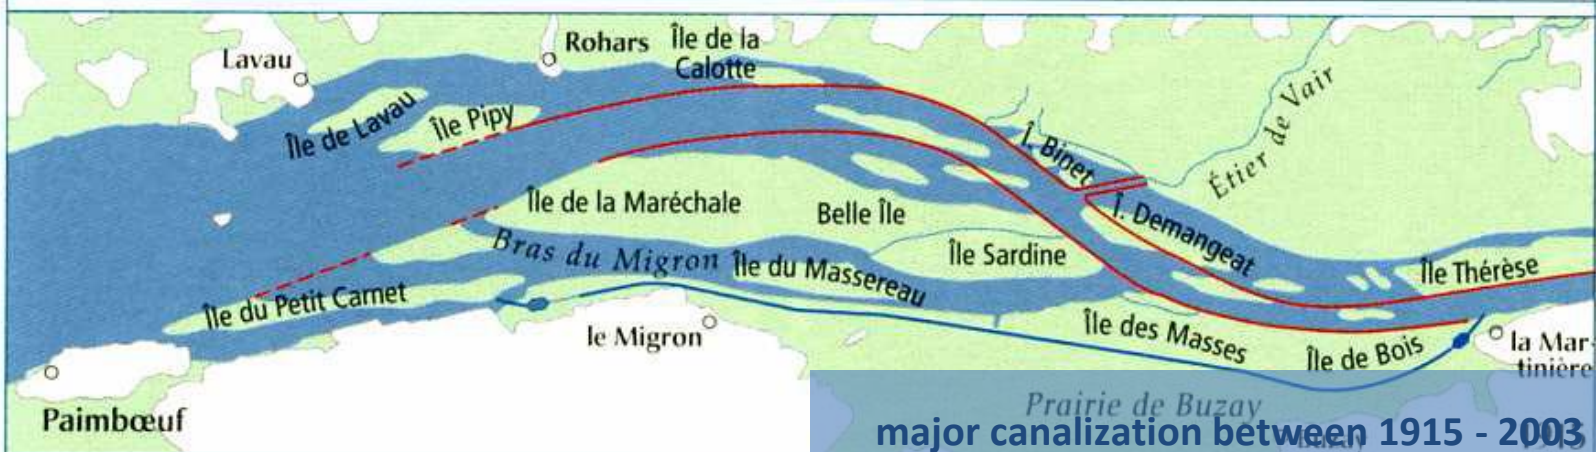 Lavau
Rohars
Île de la
Calotte
Île de Lavau
Île Pipy
Î. Binet
Étier de Vair
Île de la Maréchale
Belle Île
Î. Demangeat
Bras du Migron
Île du Massereau
Île Sardine
Île Thérèse
Île du Petit Carnet
le Migron
Île des Masses
Île de Bois
la Mar-
tinière
Paimbœuf
Prairie de Buzay
major canalization between 1915 - 2003